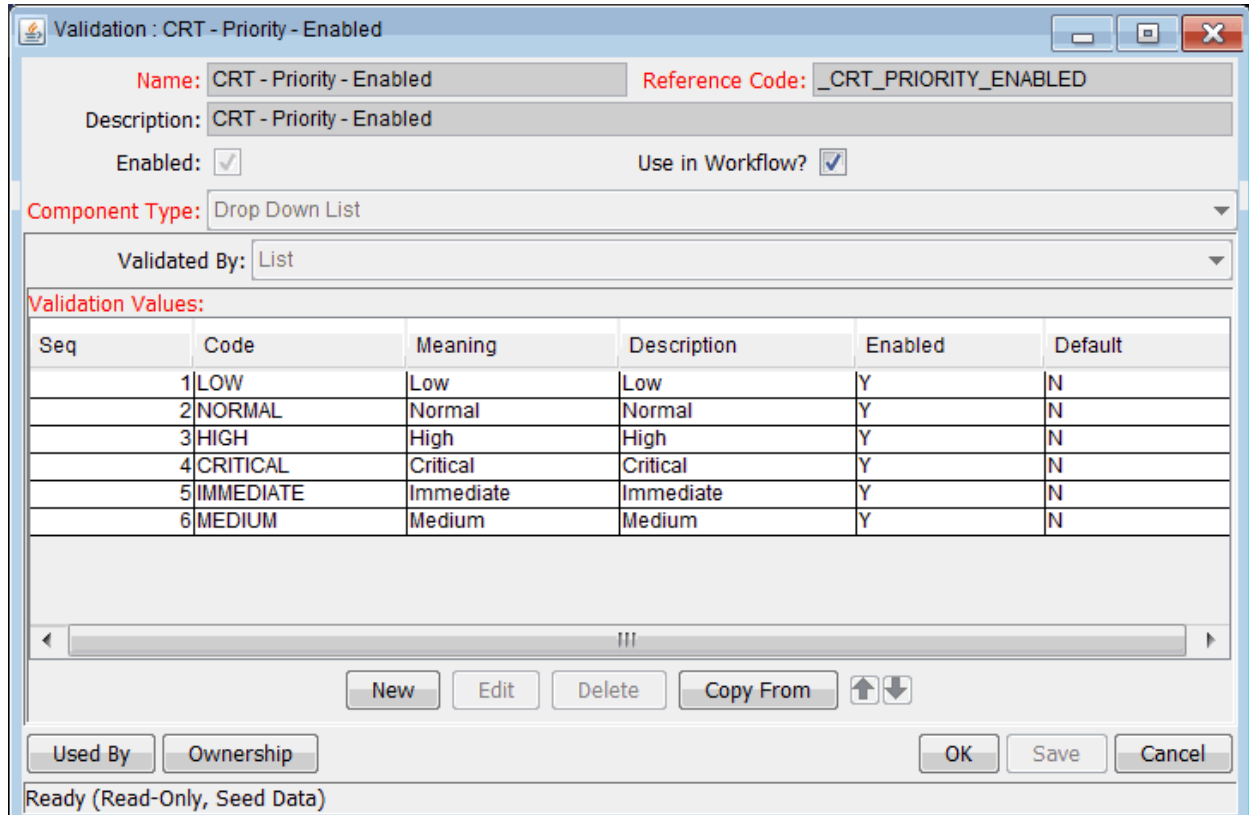 Validation : CRT - Priority - Enabled
Name: CRT - Priority - Enabled Reference Code: _CRT_PRIORITY_ENABLED
Description: CRT - Priority - Enabled
Enabled: Use in Workflow?
Component Type: Drop Down List
Validated By: List
Validation Values:
Seq Code Meaning Description Enabled Default
1 LOW Low Low Y N
2 NORMAL Normal Normal Y N
3 HIGH High High Y N
4 CRITICAL Critical Critical Y N
5 IMMEDIATE Immediate Immediate Y N
6 MEDIUM Medium Medium Y N
New Edit Delete Copy From
Used By Ownership OK Save Cancel
Ready (Read-Only, Seed Data)